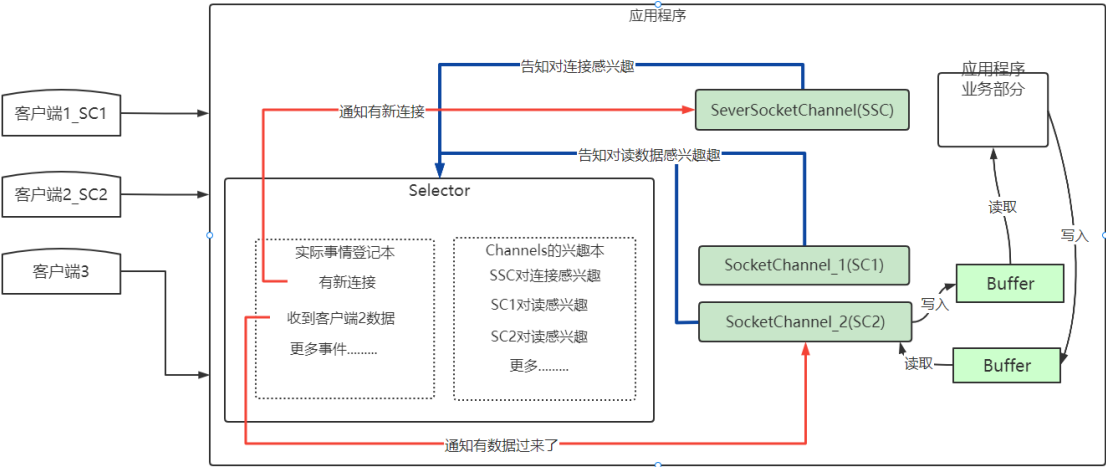 应用程序
告知对连接感兴趣
应用程序
业务部分
客户端1_SC1
通知有新连接
SeverSocketChannel(SSC)
告知对读数据感兴趣趣
客户端2_SC2
Selector
读取
写入
实际事情登记本
Channels的兴趣本
客户端3
有新连接
SSC对连接感兴趣
SocketChannel_1(SC1)
Buffer
SC1对读感兴趣
写入
收到客户端2数据
SocketChannel_2(SC2)
SC2对读感兴趣
更多事件.........
更多.........
读取
Buffer
通知有数据过来了